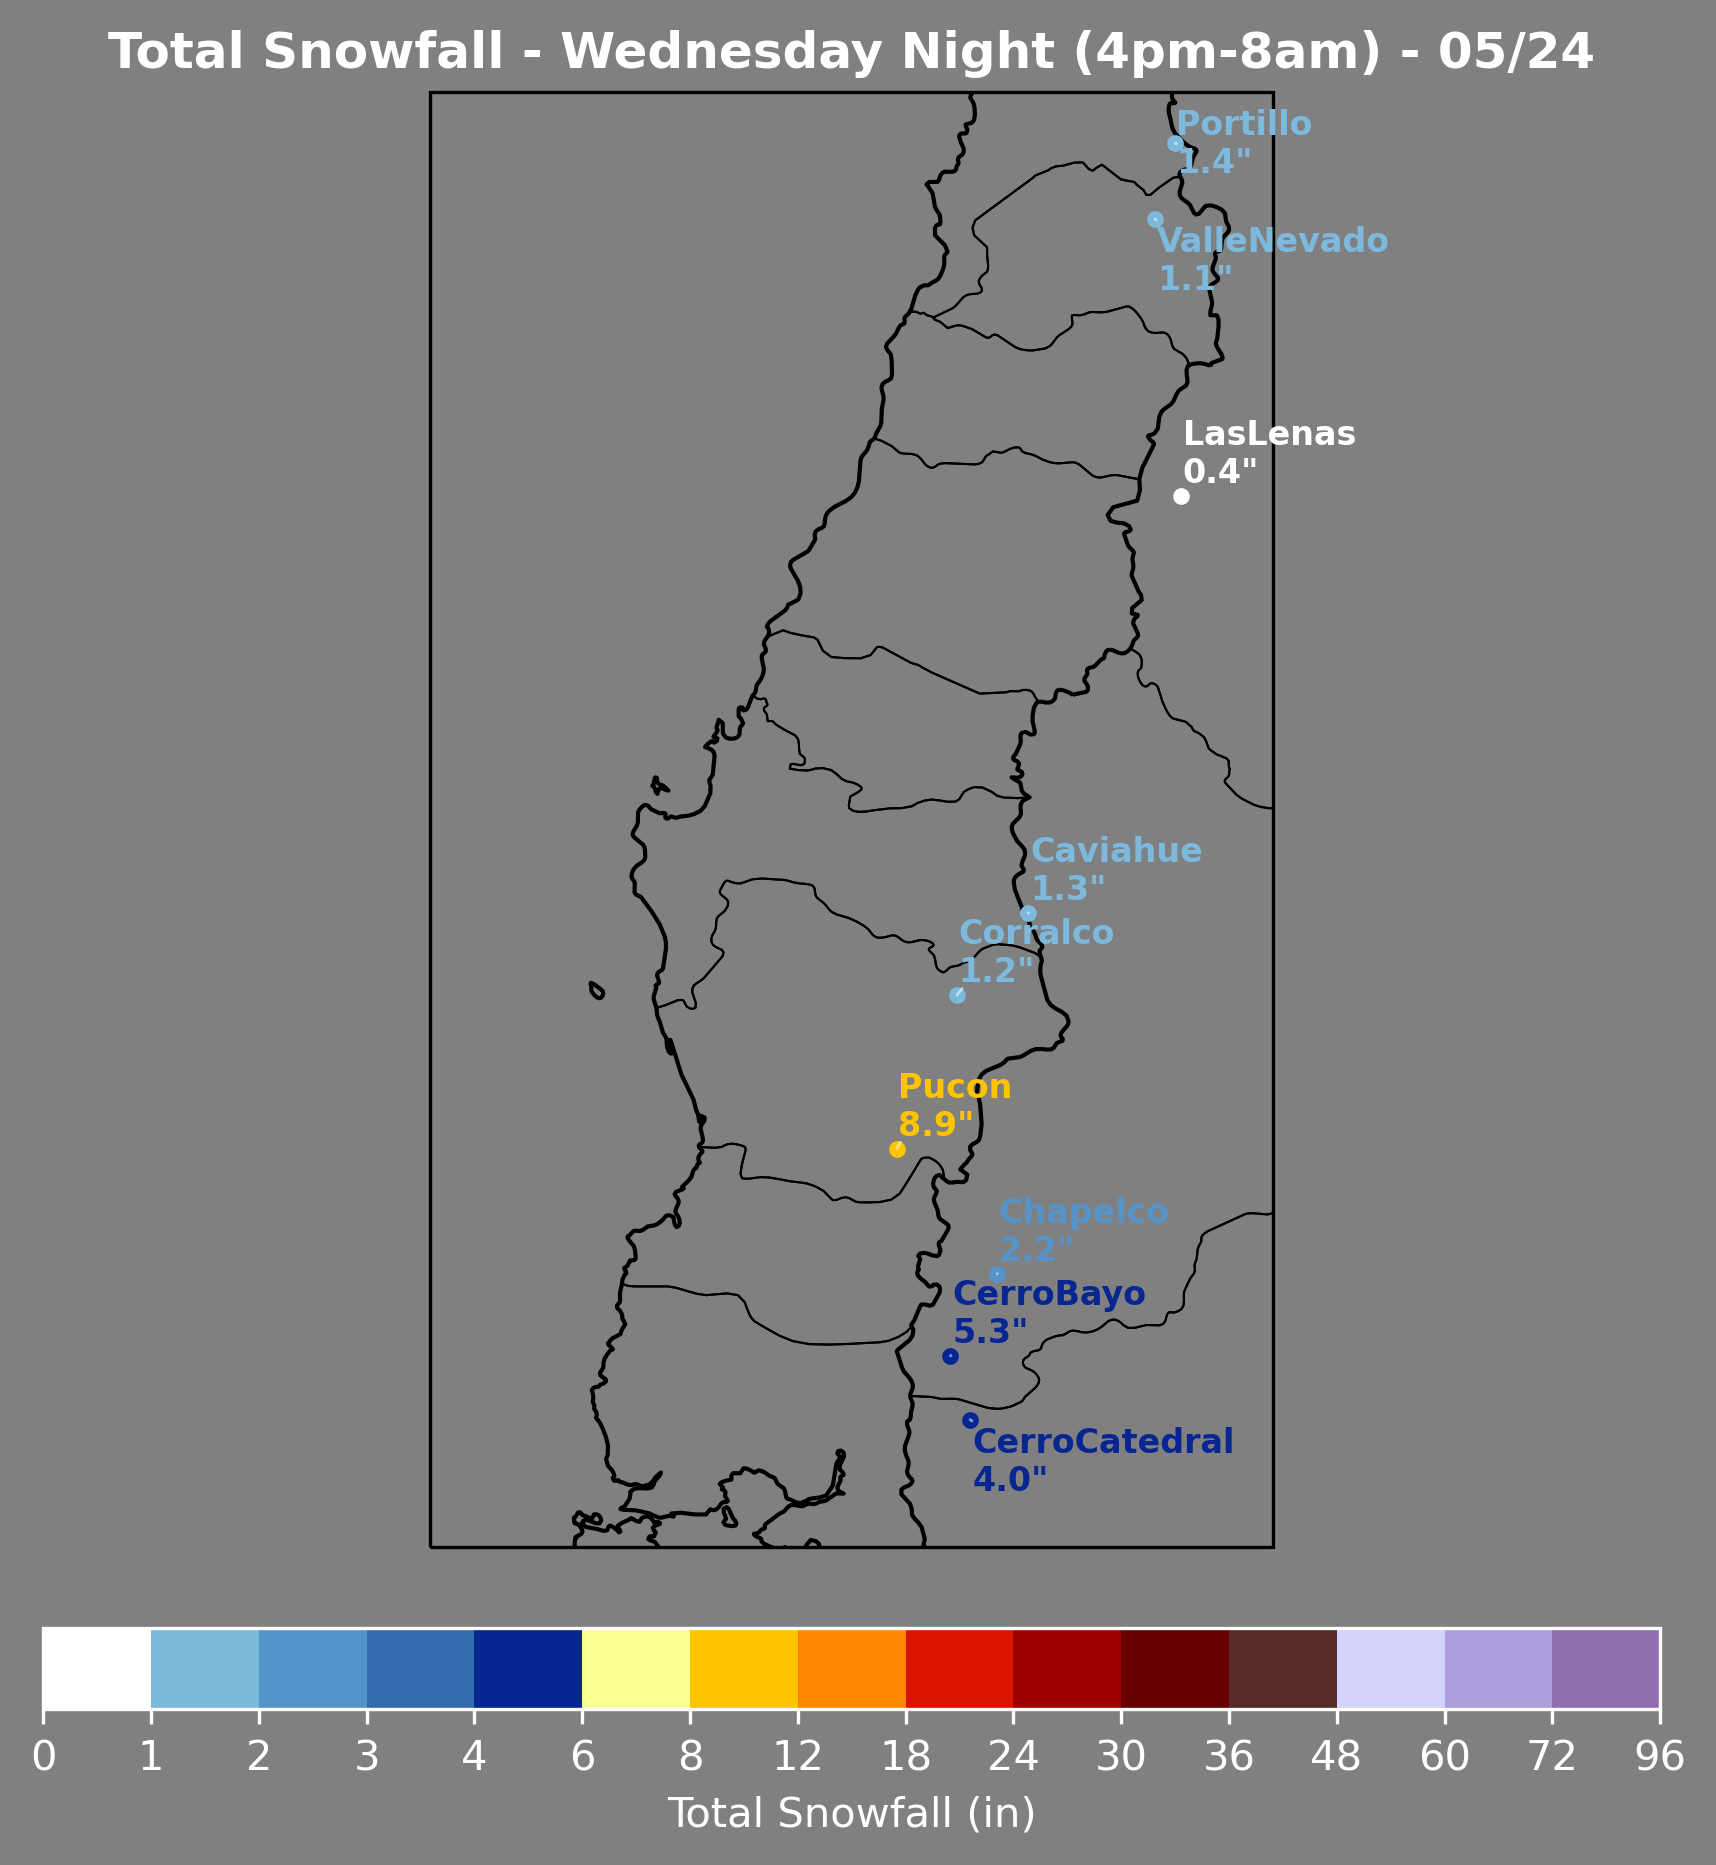 Total Snowfall - Wednesday Night (4pm-8am) - 05/24
Portillo
1.4"
ValleNevado
1.1"
LasLenas
0.4"
Caviahue
1.3"
Corralco
1.2"
Pucon
8.9"
Chapelco
2.2"
CerroBayo
5.3"
CerroCatedral
4.0"
0 1 2 3 4 6 8 12 18 24 30 36 48 60 72 96
Total Snowfall (in)